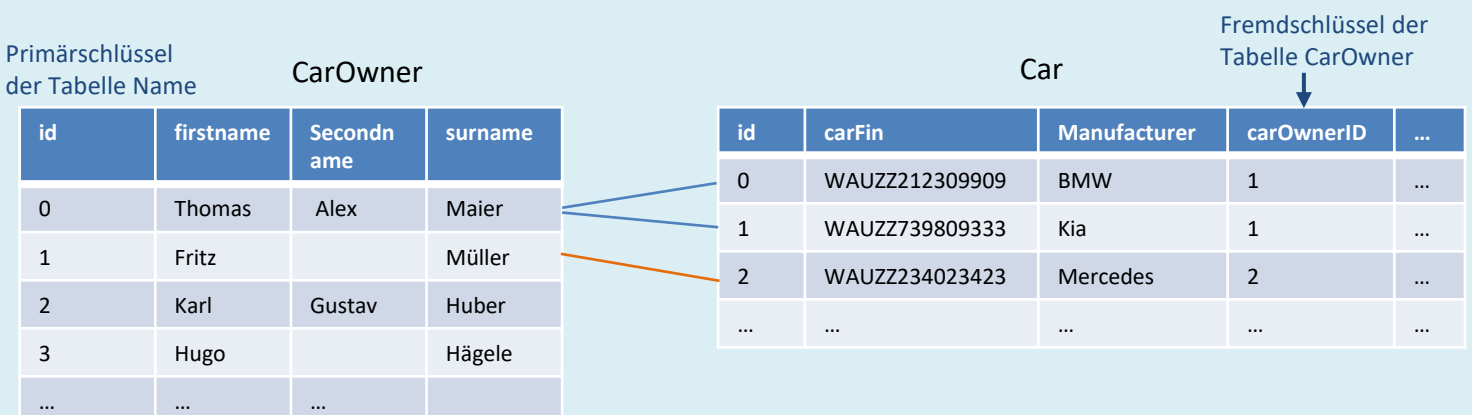 Primärschlüssel
der Tabelle Name
CarOwner
id firstname Secondn surname
ame
0 Thomas Alex Maier
1 Fritz Müller
2 Karl Gustav Huber
3 Hugo Hägele
… … …
Fremdschlüssel der
Tabelle CarOwner
Car
id carFin Manufacturer carOwnerID …
0 WAUZZ212309909 BMW 1 …
1 WAUZZ739809333 Kia 1 …
2 WAUZZ234023423 Mercedes 2 …
… … … … …